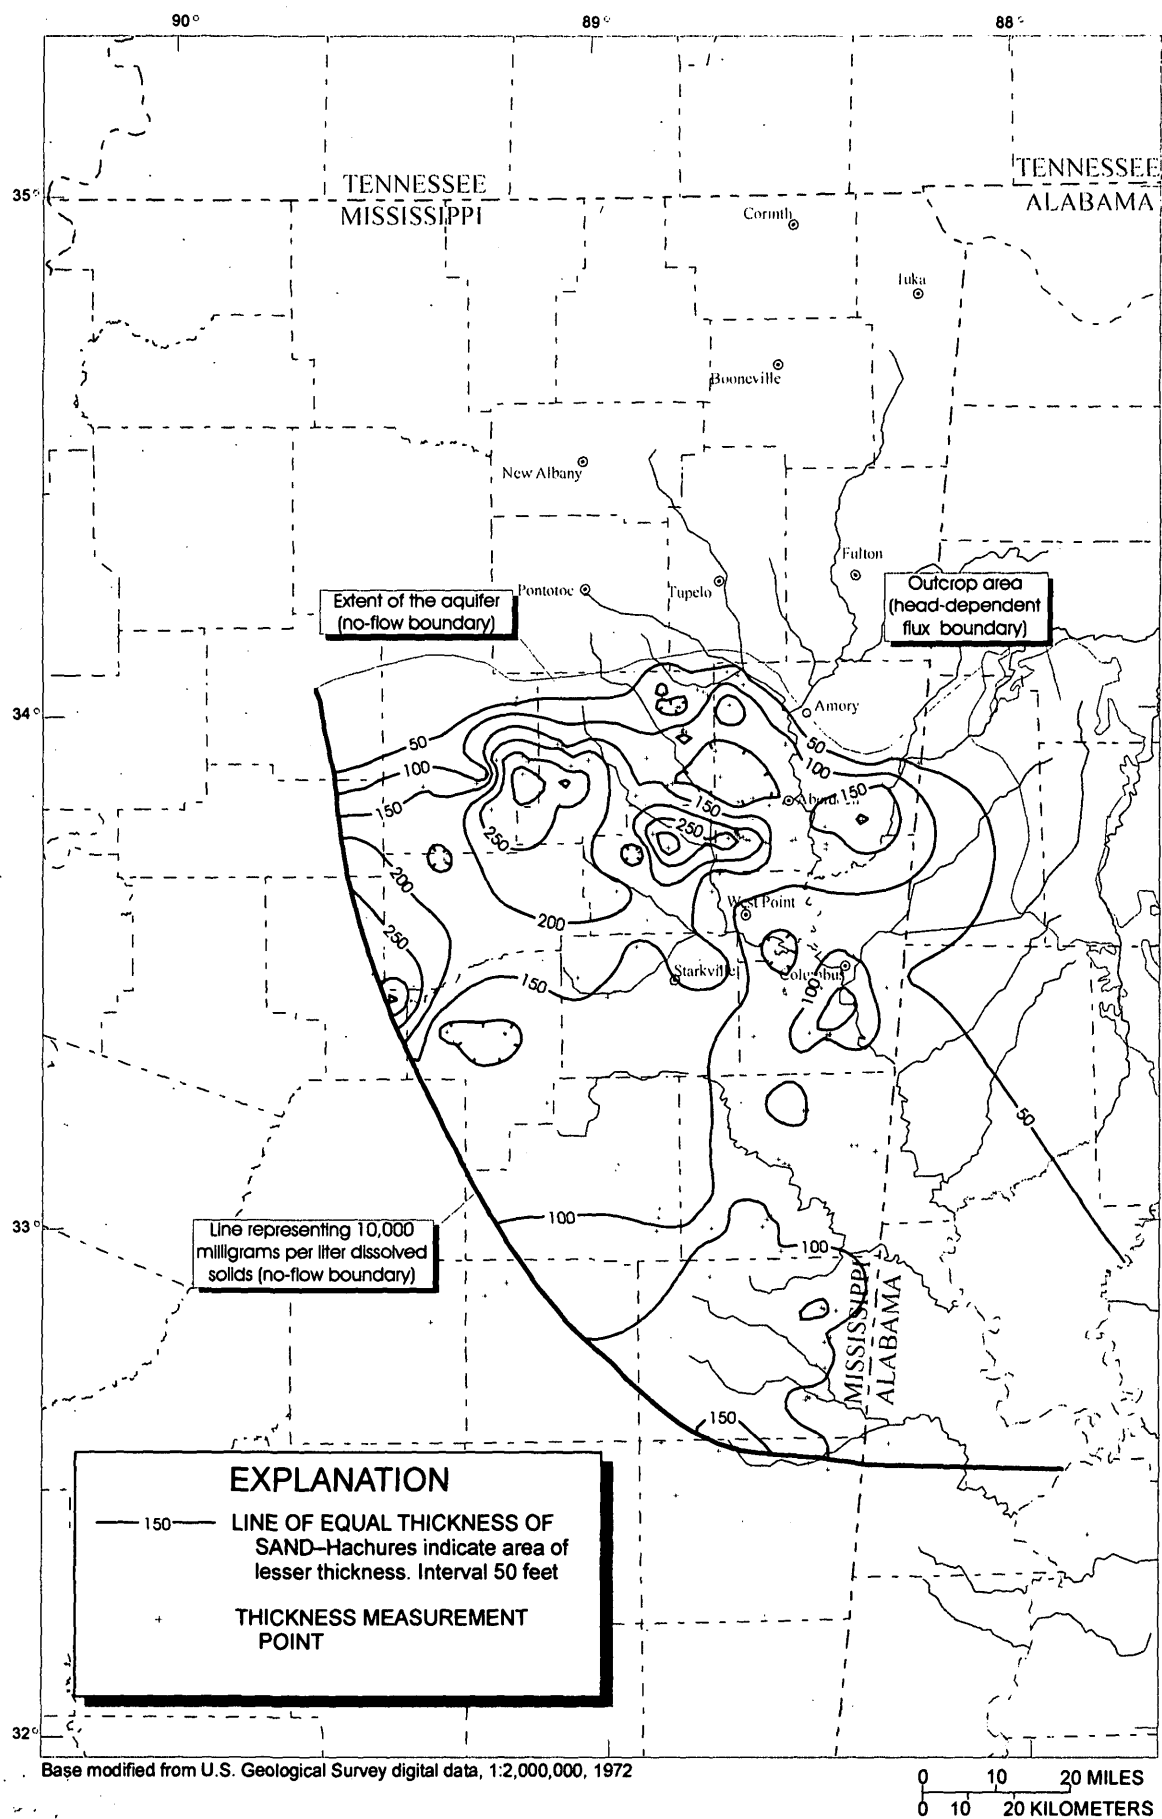 90°
89°
88°
35°
TENNESSEE
MISSISSIPPI
TENNESSEE
ALABAMA
Corinth
Iuka
Booneville
New Albany
Fulton
Pontotoc
Tupelo
Extent of the aquifer
(no-flow boundary)
Outcrop area
(head-dependent
flux boundary)
34°
Amory
50
50
100
100
150
150
150
250
250
200
West Point
200
250
Starkville
Columbus
150
100
50
33°
100
100
Line representing 10,000
milligrams per liter dissolved
solids (no-flow boundary)
MISSISSIPPI
ALABAMA
150
EXPLANATION
150
LINE OF EQUAL THICKNESS OF
SAND–Hachures indicate area of
lesser thickness. Interval 50 feet
+
THICKNESS MEASUREMENT
POINT
32°
Base modified from U.S. Geological Survey digital data, 1:2,000,000, 1972
0 10 20 MILES
0 10 20 KILOMETERS